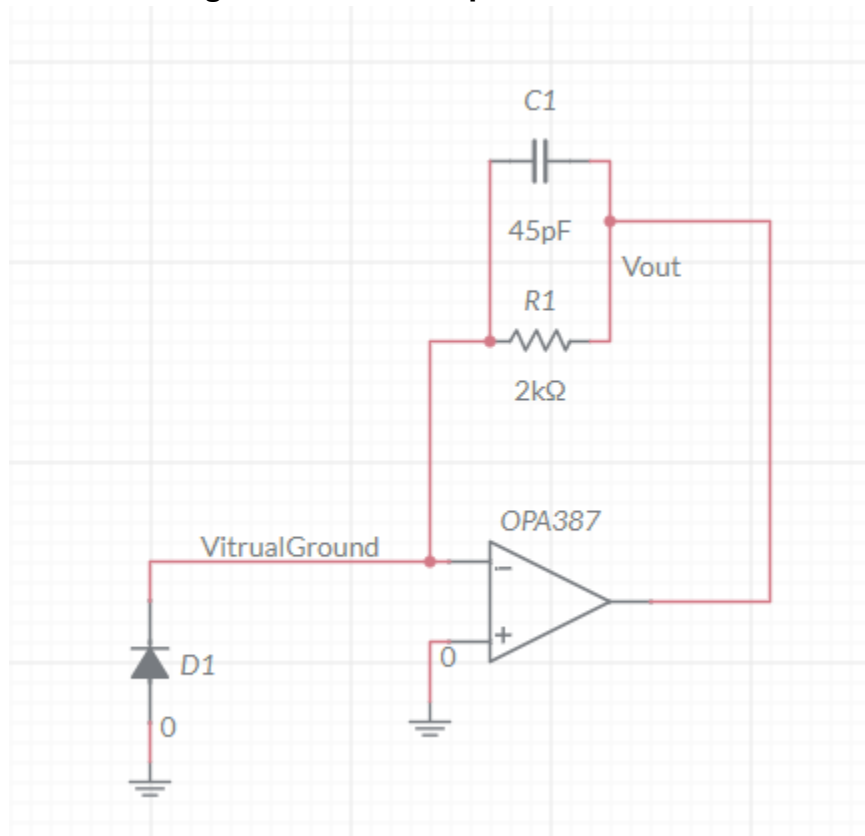 C1
45pF
Vout
R1
2kΩ
OPA387
VitrualGround
-
+
0
D1
0